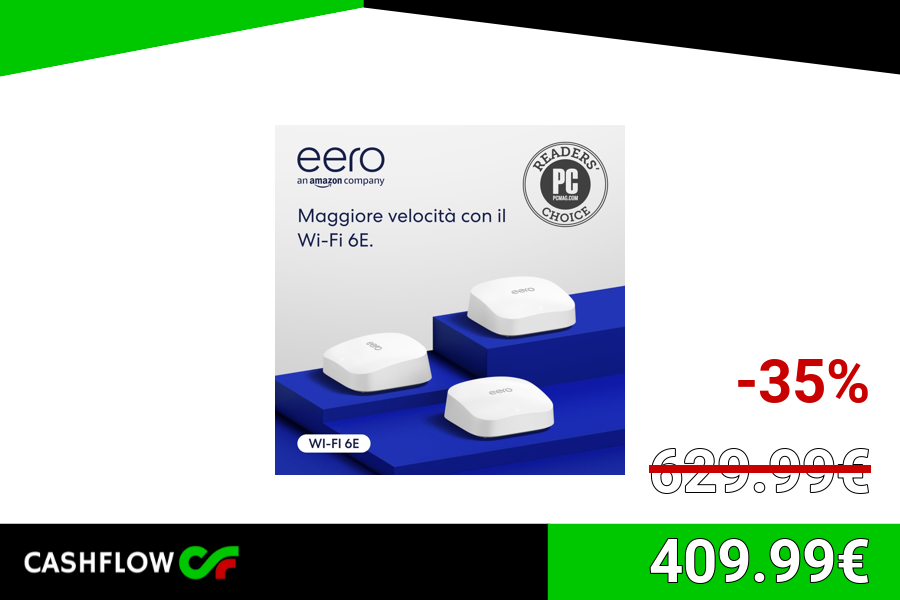 eero
an amazon company
READERS'
PC
PCMAG.COM
CHOICE
Maggiore velocità con il
Wi-Fi 6E.
eero
eero
eero
WI-FI 6E
-35%
629.99€
CASHFLOW
409.99€